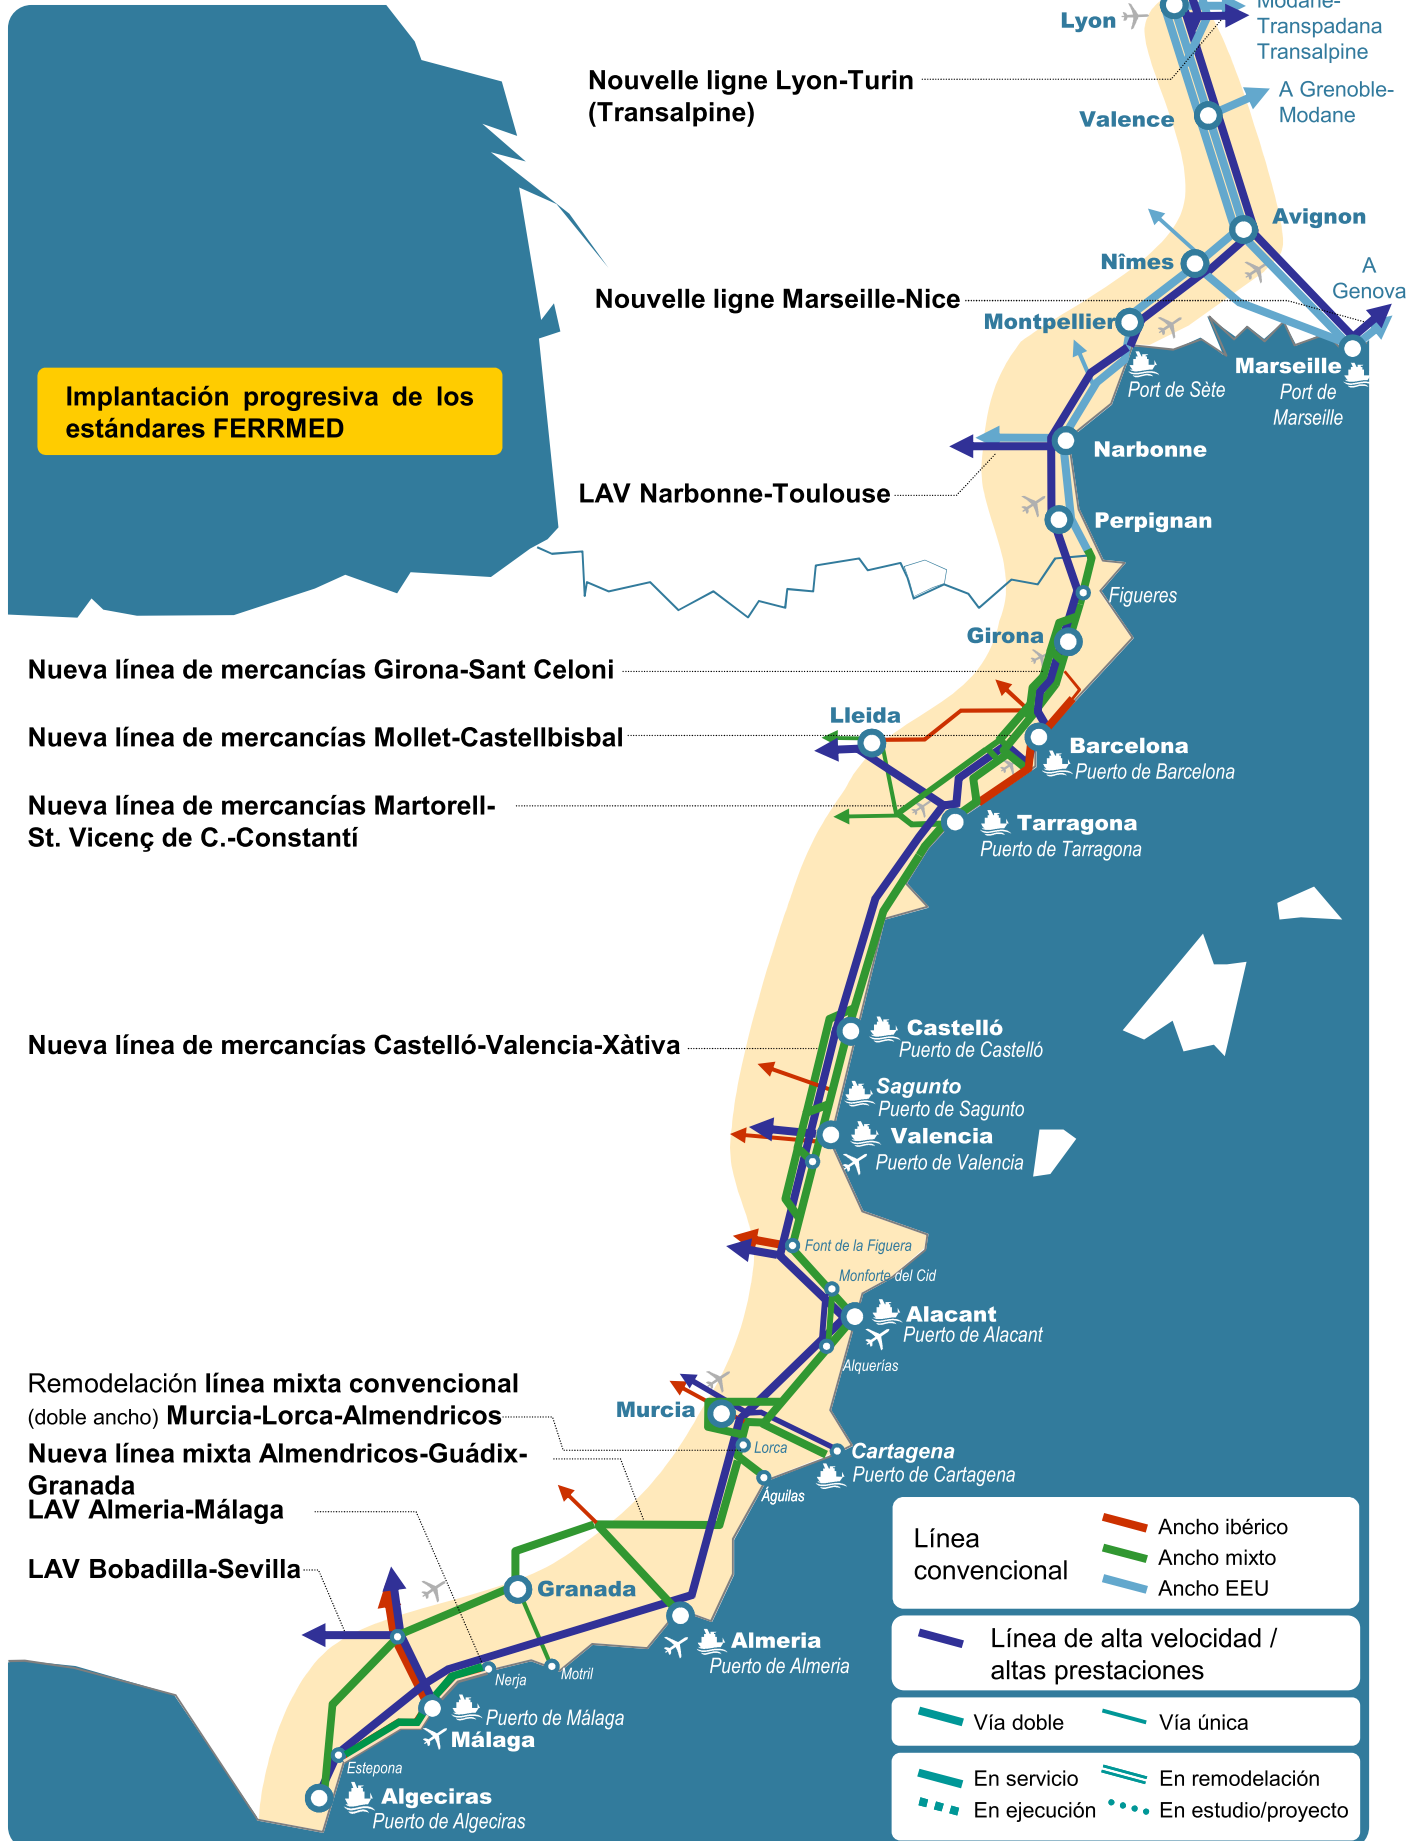 Modane-
Transpadana
Transalpine
Lyon
Nouvelle ligne Lyon-Turin
(Transalpine)
A Grenoble-
Modane
Valence
Avignon
Nîmes
A
Genova
Nouvelle ligne Marseille-Nice
Montpellier
Marseille
Port de
Marseille
Port de Sète
Implantación progresiva de los
estándares FERRMED
Narbonne
LAV Narbonne-Toulouse
Perpignan
Figueres
Girona
Nueva línea de mercancías Girona-Sant Celoni
Lleida
Nueva línea de mercancías Mollet-Castellbisbal
Barcelona
Puerto de Barcelona
Nueva línea de mercancías Martorell-
St. Vicenç de C.-Constantí
Tarragona
Puerto de Tarragona
Castelló
Puerto de Castelló
Nueva línea de mercancías Castelló-Valencia-Xàtiva
Sagunto
Puerto de Sagunto
Valencia
Puerto de Valencia
Font de la Figuera
Monforte del Cid
Alacant
Puerto de Alacant
Alquerias
Remodelación línea mixta convencional
(doble ancho) Murcia-Lorca-Almendricos
Murcia
Lorca
Cartagena
Puerto de Cartagena
Nueva línea mixta Almendricos-Guádix-
Granada
Águilas
LAV Almeria-Málaga
LAV Bobadilla-Sevilla
Granada
Almeria
Puerto de Almeria
Motril
Nerja
Puerto de Málaga
Málaga
Estepona
Algeciras
Puerto de Algeciras
Línea
convencional
Ancho ibérico
Ancho mixto
Ancho EEU
Línea de alta velocidad /
altas prestaciones
Vía doble
Vía única
En servicio
En remodelación
En ejecución
En estudio/proyecto